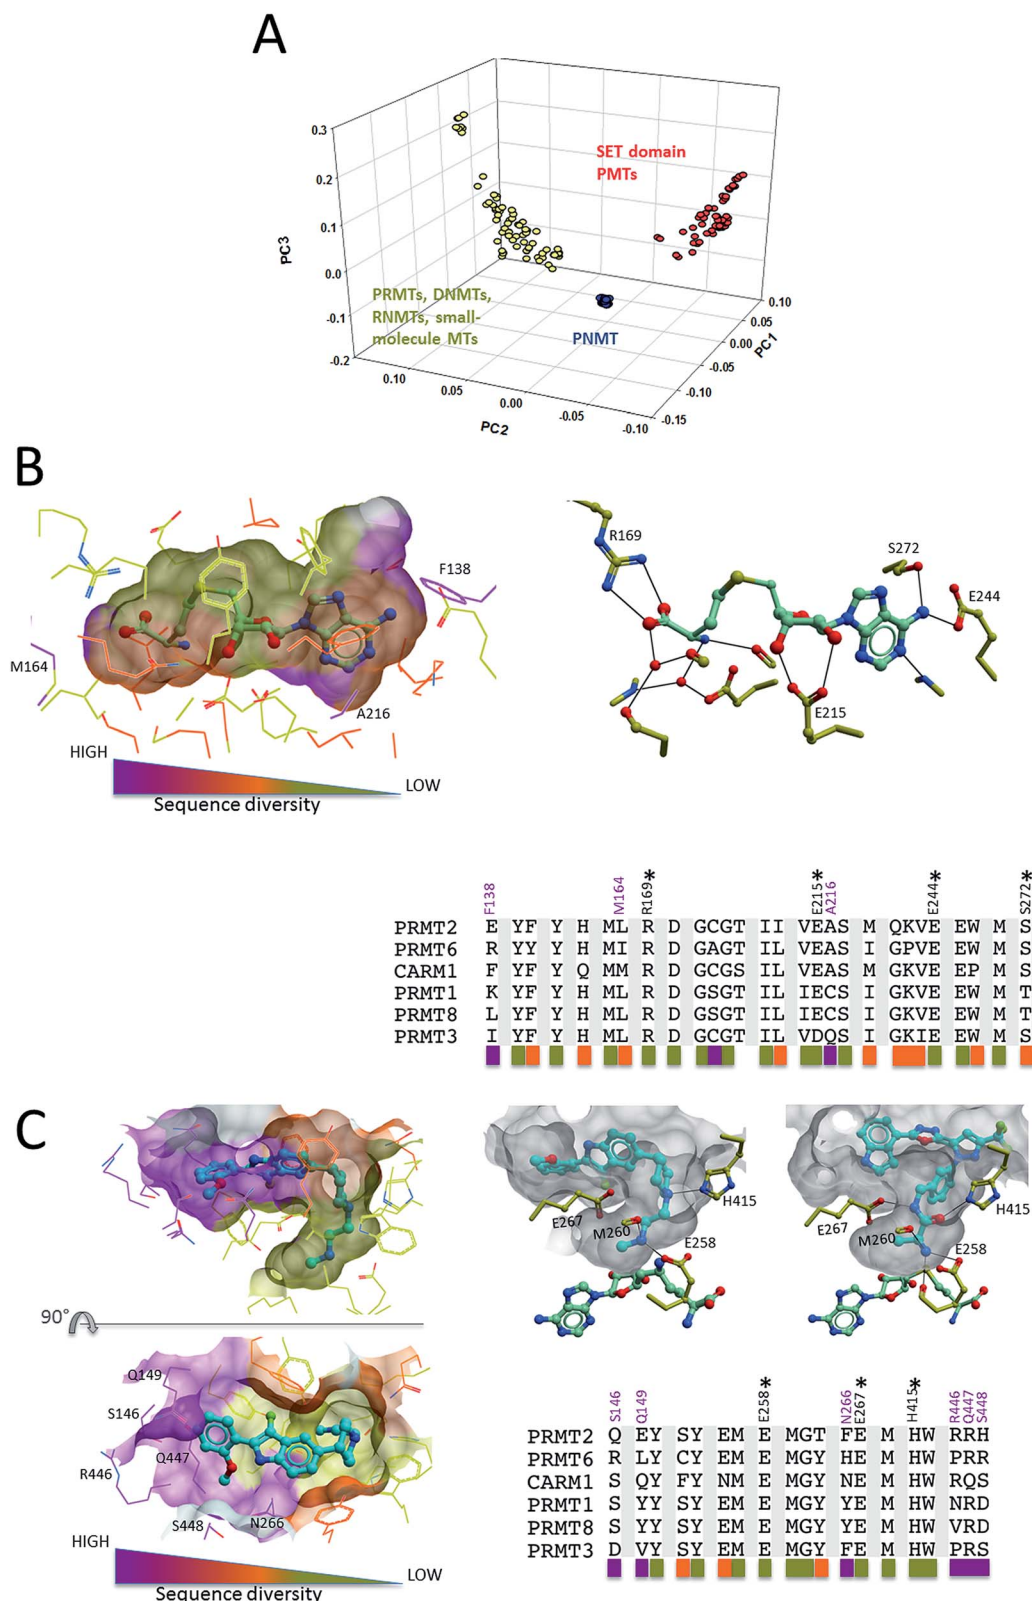 A
0.3
0.2
0.1
0.0
-0.1
-0.2
PC3
SET domain
PMTs
PRMTs, DNMTs,
RNMTs, small-
molecule MTs
PNMT
0.10
0.05
0.00
-0.05
-0.10
PC2
0.10
0.05
0.00
-0.05
-0.10
-0.15
PC1
B
F138
M164
A216
HIGH
LOW
Sequence diversity
R169
S272
E244
E215
F138 M164 R169* E215* A216 E244* S272*
PRMT2 E YF Y H ML R D GCGT IL VEAS M QKVE EW M S
PRMT6 R YY Y H MI R D GAGT IL VEAS I GPVE EW M S
CARM1 F YF Y Q MM R D GCGS IL VEAS M GKVE EP M S
PRMT1 K YF Y H ML R D GSGT IL IECS I GKVE EW M T
PRMT8 L YF Y H ML R D GSGT IL IECS I GKVE EW M T
PRMT3 I YF Y H ML R D GCGT IL VDQS I GKIE EW M S
C
E267
M260
H415
E258
E267
M260
H415
E258
90°
Q149
S146
Q447
R446
S448
N266
HIGH
LOW
Sequence diversity
S146 Q149 E258* N266 E267* H415* R446 Q447 S448
PRMT2 Q EY SY EM E MGT FE M HW RRH
PRMT6 R LY CY EM E MGY HE M HW PRR
CARM1 S QY FY NM E MGY NE M HW RQS
PRMT1 S YY SY EM E MGY YE M HW NRD
PRMT8 S YY SY EM E MGY YE M HW VRD
PRMT3 D VY SY EM E MGY FE M HW PRS